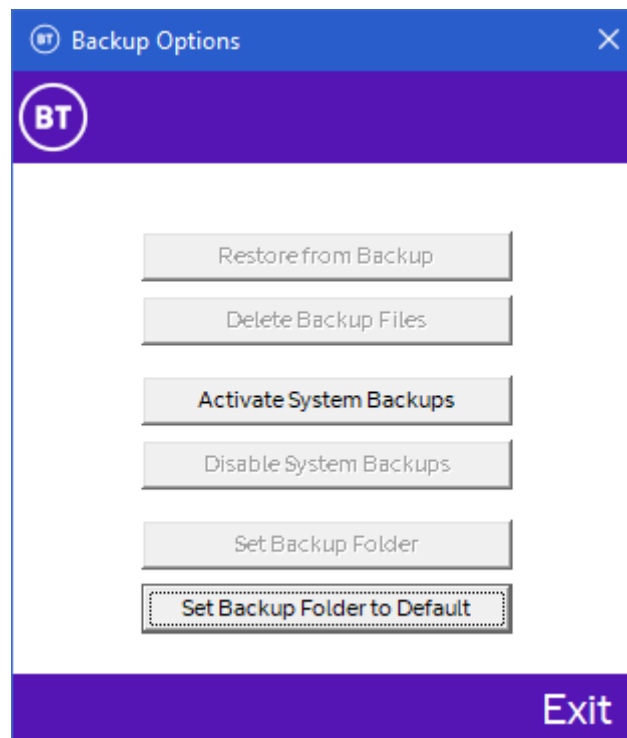 BT Backup Options
BT
Restore from Backup
Delete Backup Files
Activate System Backups
Disable System Backups
Set Backup Folder
Set Backup Folder to Default
Exit